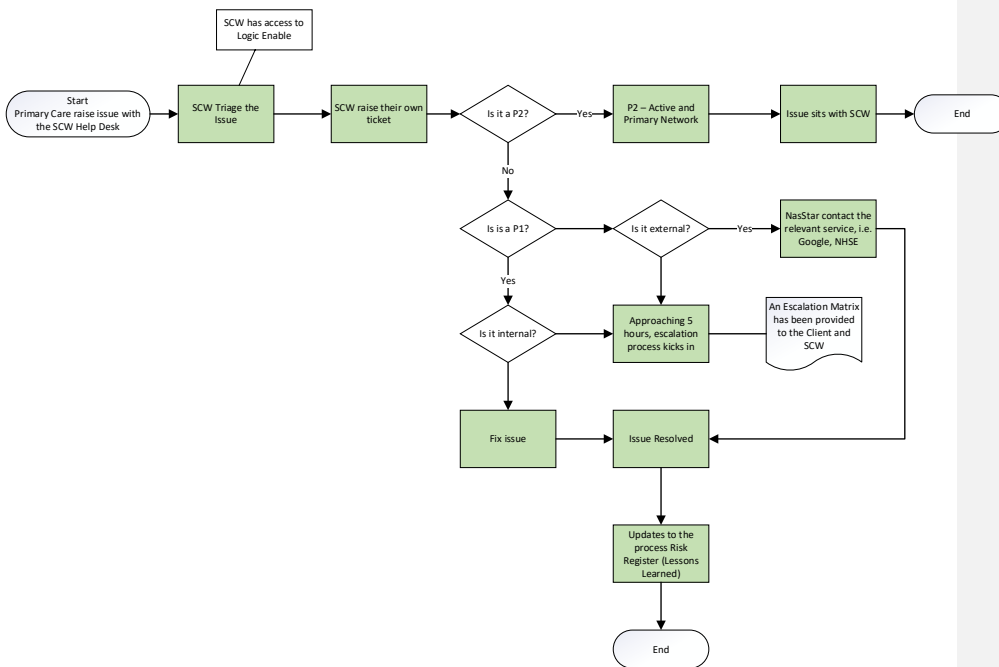 SCW has access to
Logic Enable
Start
Primary Care raise issue with
the SCW Help Desk
SCW Triage the
Issue
SCW raise their own
ticket
Is it a P2?
Yes
P2 – Active and
Primary Network
Issue sits with SCW
End
No
Is is a P1?
Is it external?
Yes
NasStar contact the
relevant service, i.e.
Google, NHSE
Yes
Is it internal?
Approaching 5
hours, escalation
process kicks in
An Escalation Matrix
has been provided
to the Client and
SCW
Fix issue
Issue Resolved
Updates to the
process Risk
Register (Lessons
Learned)
End